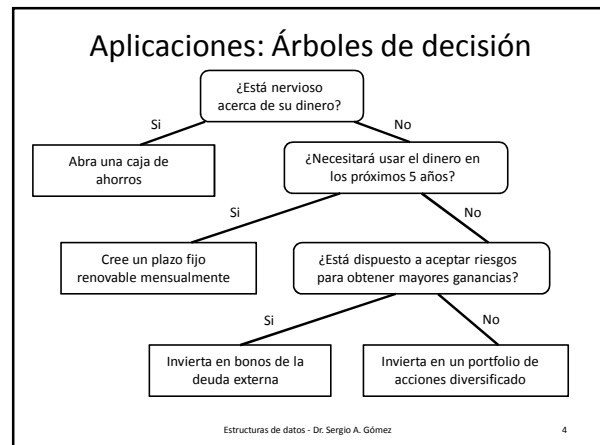 Aplicaciones: Árboles de decisión
¿Está nervioso
acerca de su dinero?
Si
No
Abra una caja de
ahorros
¿Necesitará usar el dinero en
los próximos 5 años?
Si
No
Cree un plazo fijo
renovable mensualmente
¿Está dispuesto a aceptar riesgos
para obtener mayores ganancias?
Si
No
Invierta en bonos de la
deuda externa
Invierta en un portfolio de
acciones diversificado
Estructuras de datos - Dr. Sergio A. Gómez
4